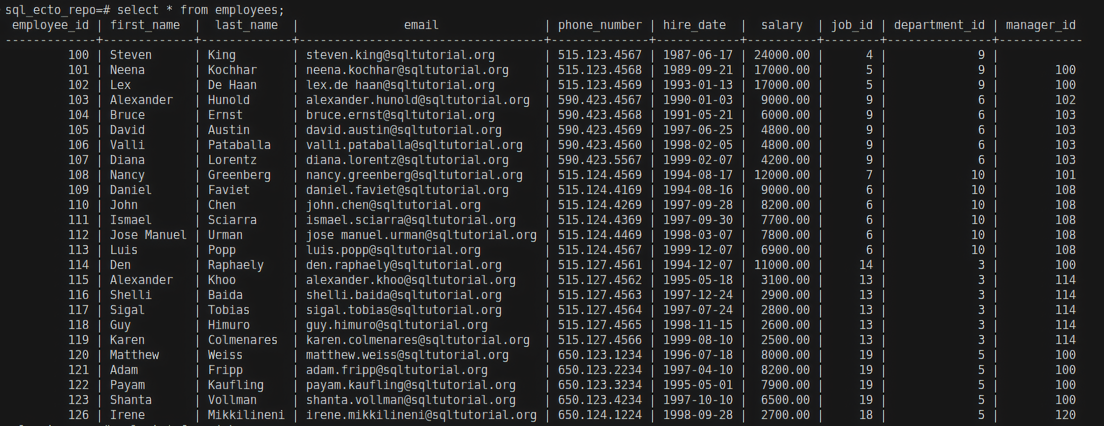 sql_ecto_repo=# select * from employees;
employee_id | first_name | last_name | email | phone_number | hire_date | salary | job_id | department_id | manager_id
-------------+-------------+-------------+-----------------------------------+--------------+------------+----------+--------+---------------+------------
100 | Steven | King | steven.king@sqltutorial.org | 515.123.4567 | 1987-06-17 | 24000.00 | 4 | 9 |
101 | Neena | Kochhar | neena.kochhar@sqltutorial.org | 515.123.4568 | 1989-09-21 | 17000.00 | 5 | 9 | 100
102 | Lex | De Haan | lex.de haan@sqltutorial.org | 515.123.4569 | 1993-01-13 | 17000.00 | 5 | 9 | 100
103 | Alexander | Hunold | alexander.hunold@sqltutorial.org | 590.423.4567 | 1990-01-03 | 9000.00 | 9 | 6 | 102
104 | Bruce | Ernst | bruce.ernst@sqltutorial.org | 590.423.4568 | 1991-05-21 | 6000.00 | 9 | 6 | 103
105 | David | Austin | david.austin@sqltutorial.org | 590.423.4569 | 1997-06-25 | 4800.00 | 9 | 6 | 103
106 | Valli | Pataballa | valli.pataballa@sqltutorial.org | 590.423.4560 | 1998-02-05 | 4800.00 | 9 | 6 | 103
107 | Diana | Lorentz | diana.lorentz@sqltutorial.org | 590.423.5567 | 1999-02-07 | 4200.00 | 9 | 6 | 103
108 | Nancy | Greenberg | nancy.greenberg@sqltutorial.org | 515.124.4569 | 1994-08-17 | 12000.00 | 7 | 10 | 101
109 | Daniel | Faviet | daniel.faviet@sqltutorial.org | 515.124.4169 | 1994-08-16 | 9000.00 | 6 | 10 | 108
110 | John | Chen | john.chen@sqltutorial.org | 515.124.4269 | 1997-09-28 | 8200.00 | 6 | 10 | 108
111 | Ismael | Sciarra | ismael.sciarra@sqltutorial.org | 515.124.4369 | 1997-09-30 | 7700.00 | 6 | 10 | 108
112 | Jose Manuel | Urman | jose manuel.urman@sqltutorial.org | 515.124.4469 | 1998-03-07 | 7800.00 | 6 | 10 | 108
113 | Luis | Popp | luis.popp@sqltutorial.org | 515.124.4567 | 1999-12-07 | 6900.00 | 6 | 10 | 108
114 | Den | Raphaely | den.raphaely@sqltutorial.org | 515.127.4561 | 1994-12-07 | 11000.00 | 14 | 3 | 100
115 | Alexander | Khoo | alexander.khoo@sqltutorial.org | 515.127.4562 | 1995-05-18 | 3100.00 | 13 | 3 | 114
116 | Shelli | Baida | shelli.baida@sqltutorial.org | 515.127.4563 | 1997-12-24 | 2900.00 | 13 | 3 | 114
117 | Sigal | Tobias | sigal.tobias@sqltutorial.org | 515.127.4564 | 1997-07-24 | 2800.00 | 13 | 3 | 114
118 | Guy | Himuro | guy.himuro@sqltutorial.org | 515.127.4565 | 1998-11-15 | 2600.00 | 13 | 3 | 114
119 | Karen | Colmenares | karen.colmenares@sqltutorial.org | 515.127.4566 | 1999-08-10 | 2500.00 | 13 | 3 | 114
120 | Matthew | Weiss | matthew.weiss@sqltutorial.org | 650.123.1234 | 1996-07-18 | 8000.00 | 19 | 5 | 100
121 | Adam | Fripp | adam.fripp@sqltutorial.org | 650.123.2234 | 1997-04-10 | 8200.00 | 19 | 5 | 100
122 | Payam | Kaufling | payam.kaufling@sqltutorial.org | 650.123.3234 | 1995-05-01 | 7900.00 | 19 | 5 | 100
123 | Shanta | Vollman | shanta.vollman@sqltutorial.org | 650.123.4234 | 1997-10-10 | 6500.00 | 19 | 5 | 100
126 | Irene | Mikkilineni | irene.mikkilineni@sqltutorial.org | 650.124.1224 | 1998-09-28 | 2700.00 | 18 | 5 | 120